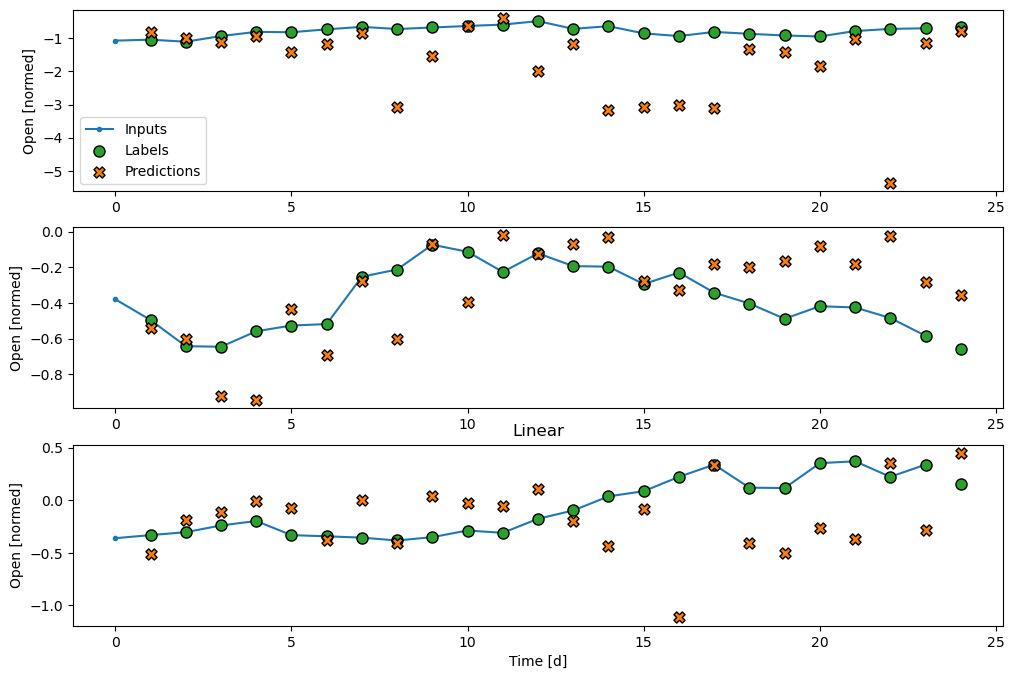 Open [normed]
−1
−2
−3
−4
−5
Inputs
Labels
Predictions
0 5 10 15 20 25
Open [normed]
0.0
−0.2
−0.4
−0.6
−0.8
0 5 10 15 20 25
Linear
Open [normed]
0.5
0.0
−0.5
−1.0
0 5 10 15 20 25
Time [d]